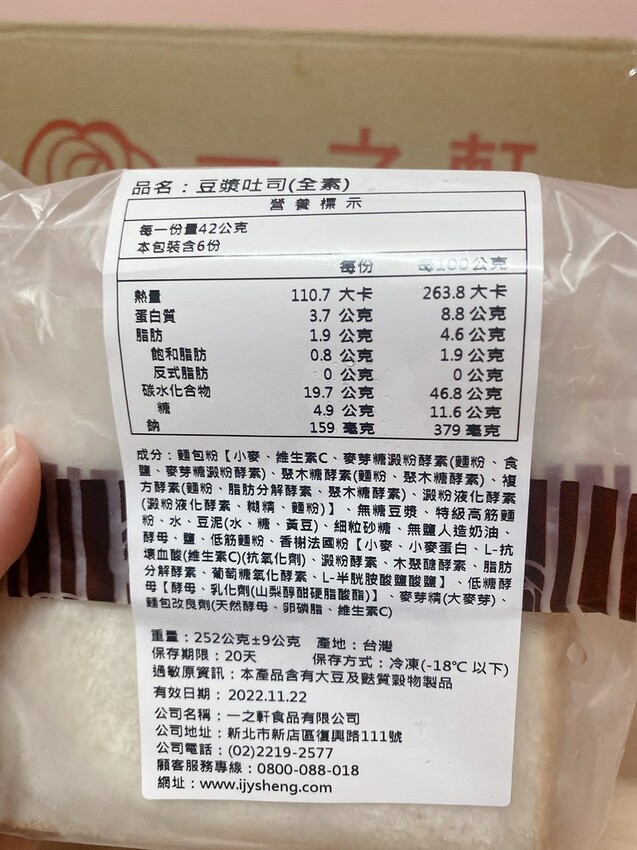 一之軒
品名：豆漿吐司(全素)
營養標示
每一份量42公克
本包裝含6份
每份 每100公克
熱量 110.7 大卡 263.8 大卡
蛋白質 3.7 公克 8.8 公克
脂肪 1.9 公克 4.6 公克
飽和脂肪 0.8 公克 1.9 公克
反式脂肪 0 公克 0 公克
碳水化合物 19.7 公克 46.8 公克
糖 4.9 公克 11.6 公克
鈉 159 毫克 379 毫克
成分：麵包粉【小麥、維生素C、麥芽糖澱粉酵素(麵粉、食
鹽、麥芽糖澱粉酵素)、聚木糖酵素(麵粉、聚木糖酵素)、複
方酵素(麵粉、脂肪分解酵素、聚木糖酵素)、澱粉液化酵素
(澱粉液化酵素、糊精、麵粉)】、無糖豆漿、特級高筋麵
粉、水、豆泥(水、糖、黃豆)、細粒砂糖、無鹽人造奶油、
酵母、鹽、低筋麵粉、香榭法國粉【小麥、小麥蛋白、L-抗
壞血酸(維生素C)(抗氧化劑)、澱粉酵素、木聚醣酵素、脂肪
分解酵素、葡萄糖氧化酵素、L-半胱胺酸鹽酸鹽】、低糖酵
母【酵母、乳化劑(山梨醇酐硬脂酸酯)】、麥芽精(大麥芽)、
麵包改良劑(天然酵母、卵磷脂、維生素C)
重量：252公克±9公克 產地：台灣
保存期限：20天 保存方式：冷凍(-18℃ 以下)
過敏原資訊：本產品含有大豆及麩質穀物製品
有效日期：2022.11.22
公司名稱：一之軒食品有限公司
公司地址：新北市新店區復興路111號
公司電話：(02)2219-2577
顧客服務專線：0800-088-018
網址：www.ijysheng.com